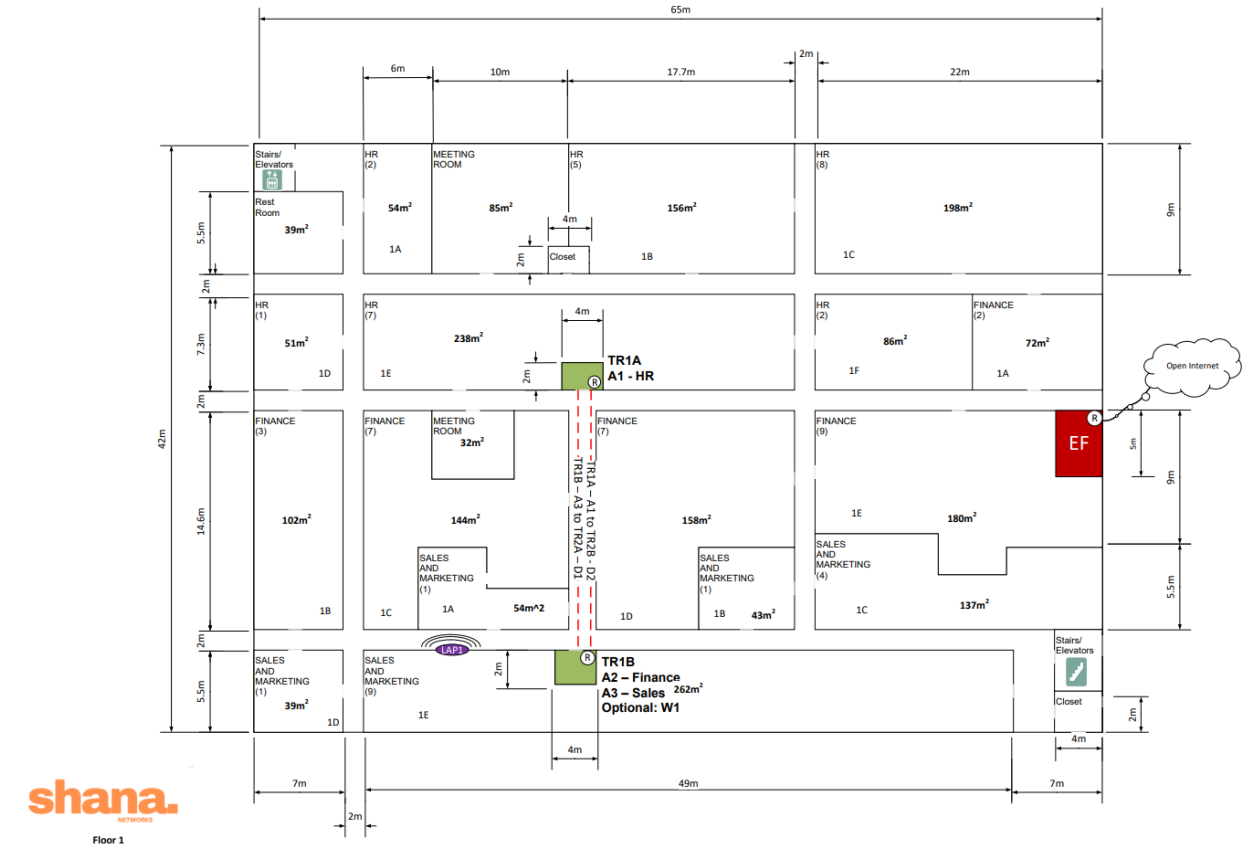 65m
2m
6m
10m
17.7m
22m
Stairs/
Elevators
HR
(2)
MEETING
ROOM
HR
(5)
HR
(8)
Rest
Room
39m²
54m²
85m²
156m²
198m²
9m
5.5m
4m
1A
2m
Closet
1B
1C
2m
HR
(1)
HR
(7)
HR
(2)
FINANCE
(2)
4m
7.3m
51m²
238m²
86m²
72m²
TR1A
A1 - HR
Open Internet
1D
1E
2m
R
1F
1A
2m
FINANCE
(3)
FINANCE
(7)
MEETING
ROOM
32m²
FINANCE
(7)
FINANCE
(9)
R
EF
5m
9m
42m
TR1A – A1 to TR2B - D2
TR1B – A3 to TR2A – D1
14.6m
102m²
144m²
158m²
1E
180m²
SALES
AND
MARKETING
(1)
SALES
AND
MARKETING
(1)
SALES
AND
MARKETING
(4)
5.5m
1B
1C
1A
54m^2
1D
1B
43m²
1C
137m²
2m
LAP1
Stairs/
Elevators
SALES
AND
MARKETING
(1)
SALES
AND
MARKETING
(9)
2m
R
TR1B
A2 – Finance
A3 – Sales
262m²
Optional: W1
5.5m
39m²
1D
1E
Closet
2m
4m
4m
7m
49m
7m
2m
shana.
NETWORKS
Floor 1